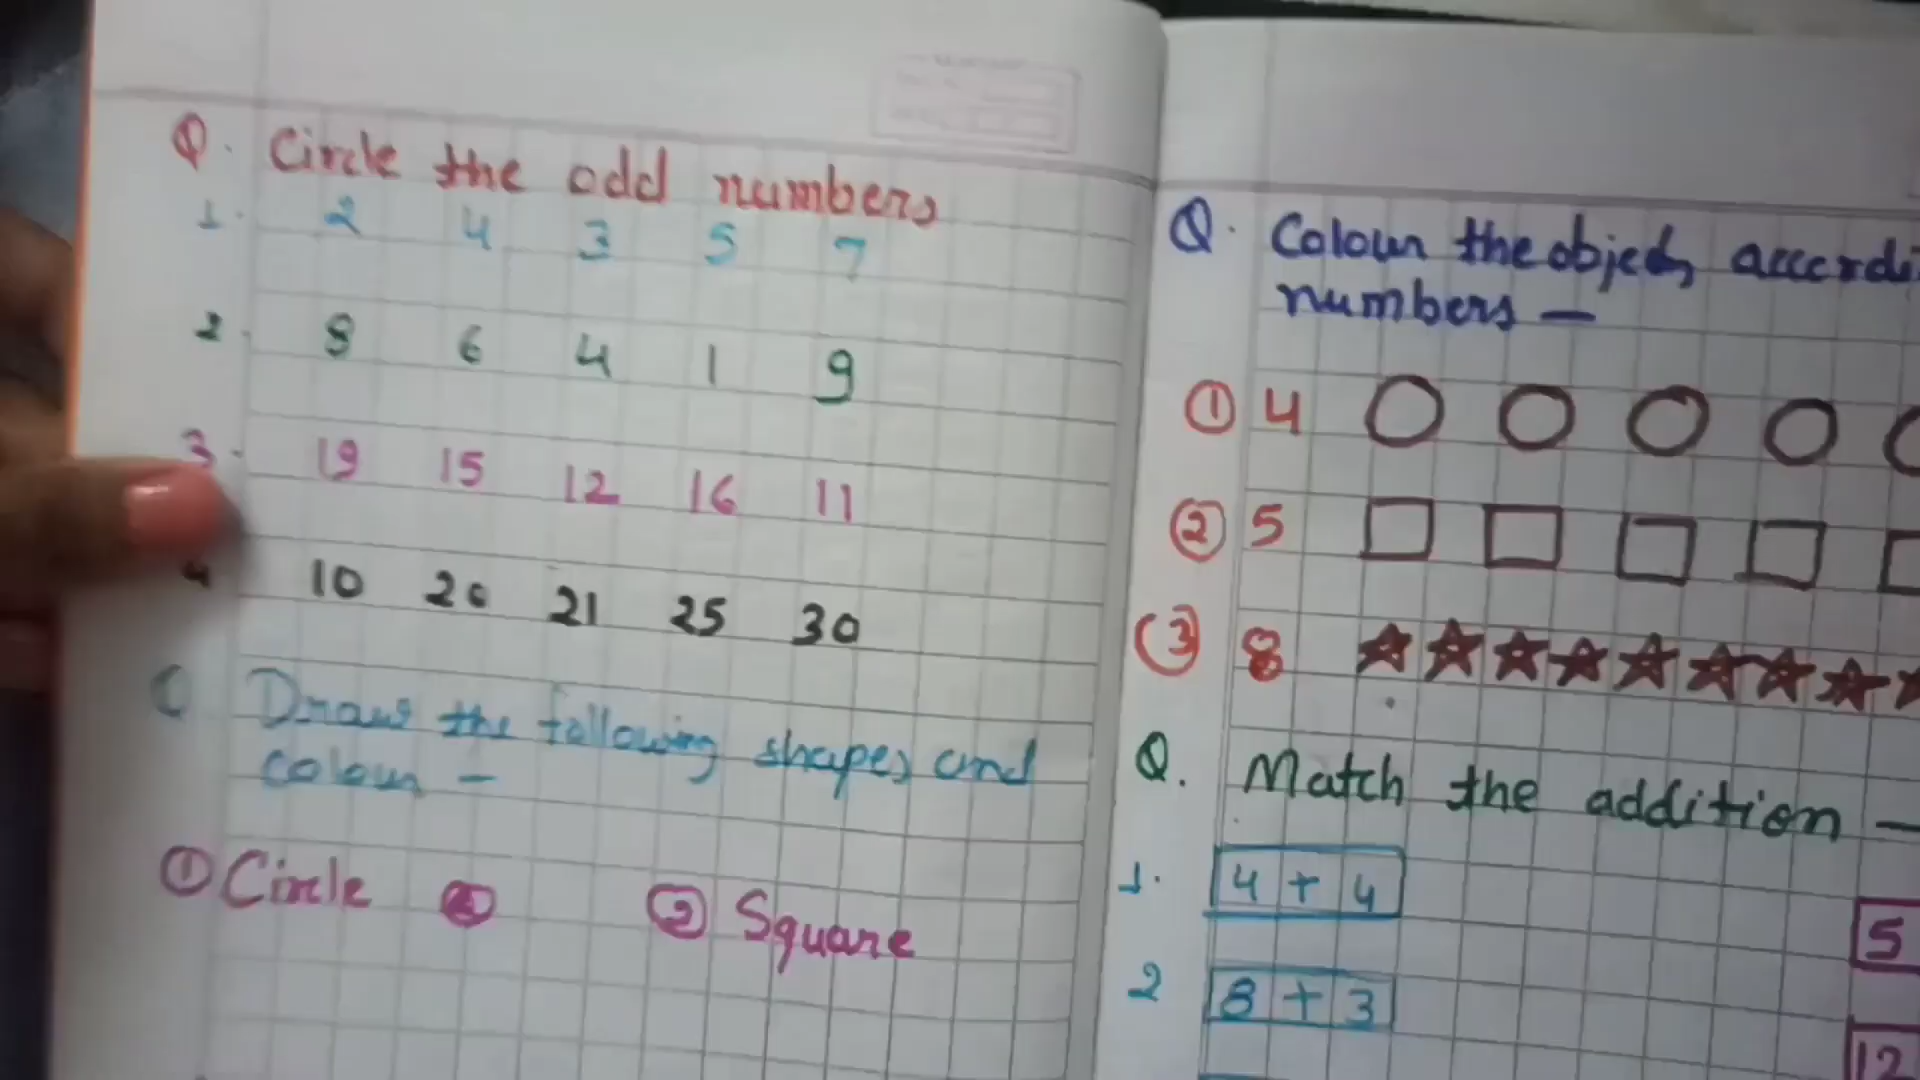 Q. Circle the odd numbers
1. 2 4 3 5 7
2. 8 6 4 1 9
3. 19 15 12 16 11
4 10 20 21 25 30
Draw the following shapes and
colour –
① Circle ② Square
Q. Colour the objects
numbers –
① 4
② 5
③ 8
Q. Match the addition –
1. 4 + 4
5
2 8 + 3
12